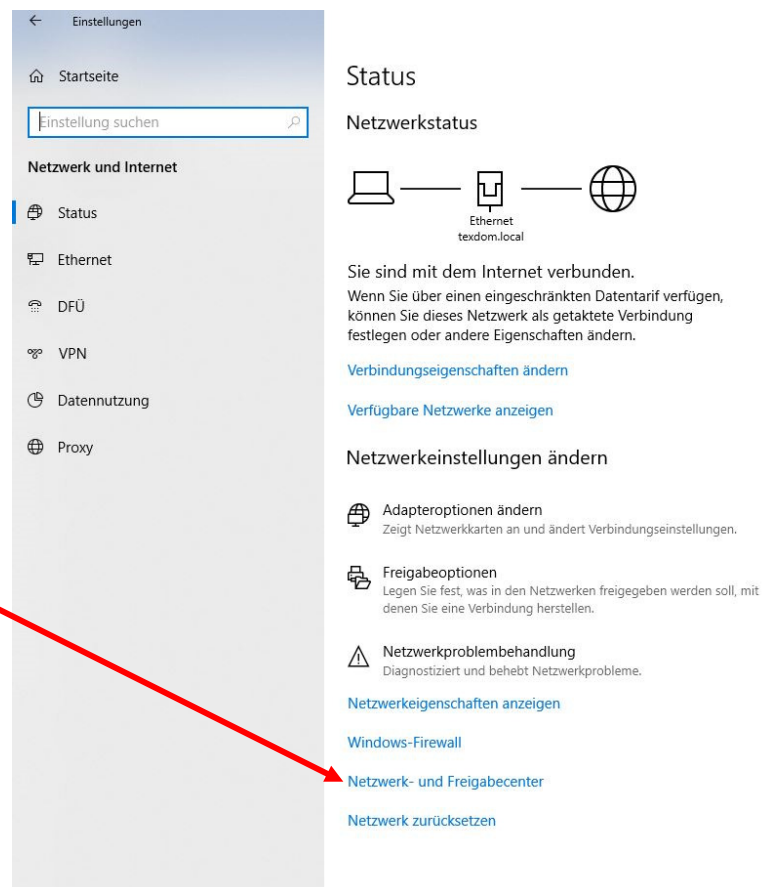 Einstellungen
Startseite
Einstellung suchen
Netzwerk und Internet
Status
Ethernet
DFÜ
VPN
Datennutzung
Proxy
Status
Netzwerkstatus
Ethernet
texdom.local
Sie sind mit dem Internet verbunden.
Wenn Sie über einen eingeschränkten Datentarif verfügen,
können Sie dieses Netzwerk als getaktete Verbindung
festlegen oder andere Eigenschaften ändern.
Verbindungseigenschaften ändern
Verfügbare Netzwerke anzeigen
Netzwerkeinstellungen ändern
Adapteroptionen ändern
Zeigt Netzwerkkarten an und ändert Verbindungseinstellungen.
Freigabeoptionen
Legen Sie fest, was in den Netzwerken freigegeben werden soll, mit
denen Sie eine Verbindung herstellen.
Netzwerkproblembehandlung
Diagnostiziert und behebt Netzwerkprobleme.
Netzwerkeigenschaften anzeigen
Windows-Firewall
Netzwerk- und Freigabecenter
Netzwerk zurücksetzen